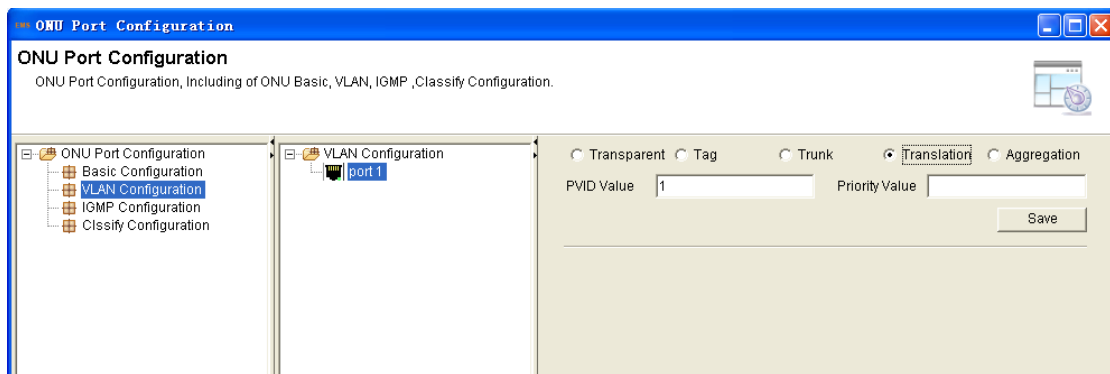 EMS ONU Port Configuration
ONU Port Configuration
ONU Port Configuration, Including of ONU Basic, VLAN, IGMP ,Classify Configuration.
ONU Port Configuration
Basic Configuration
VLAN Configuration
IGMP Configuration
Clssify Configuration
VLAN Configuration
port 1
Transparent Tag Trunk Translation Aggregation
PVID Value 1 Priority Value
Save